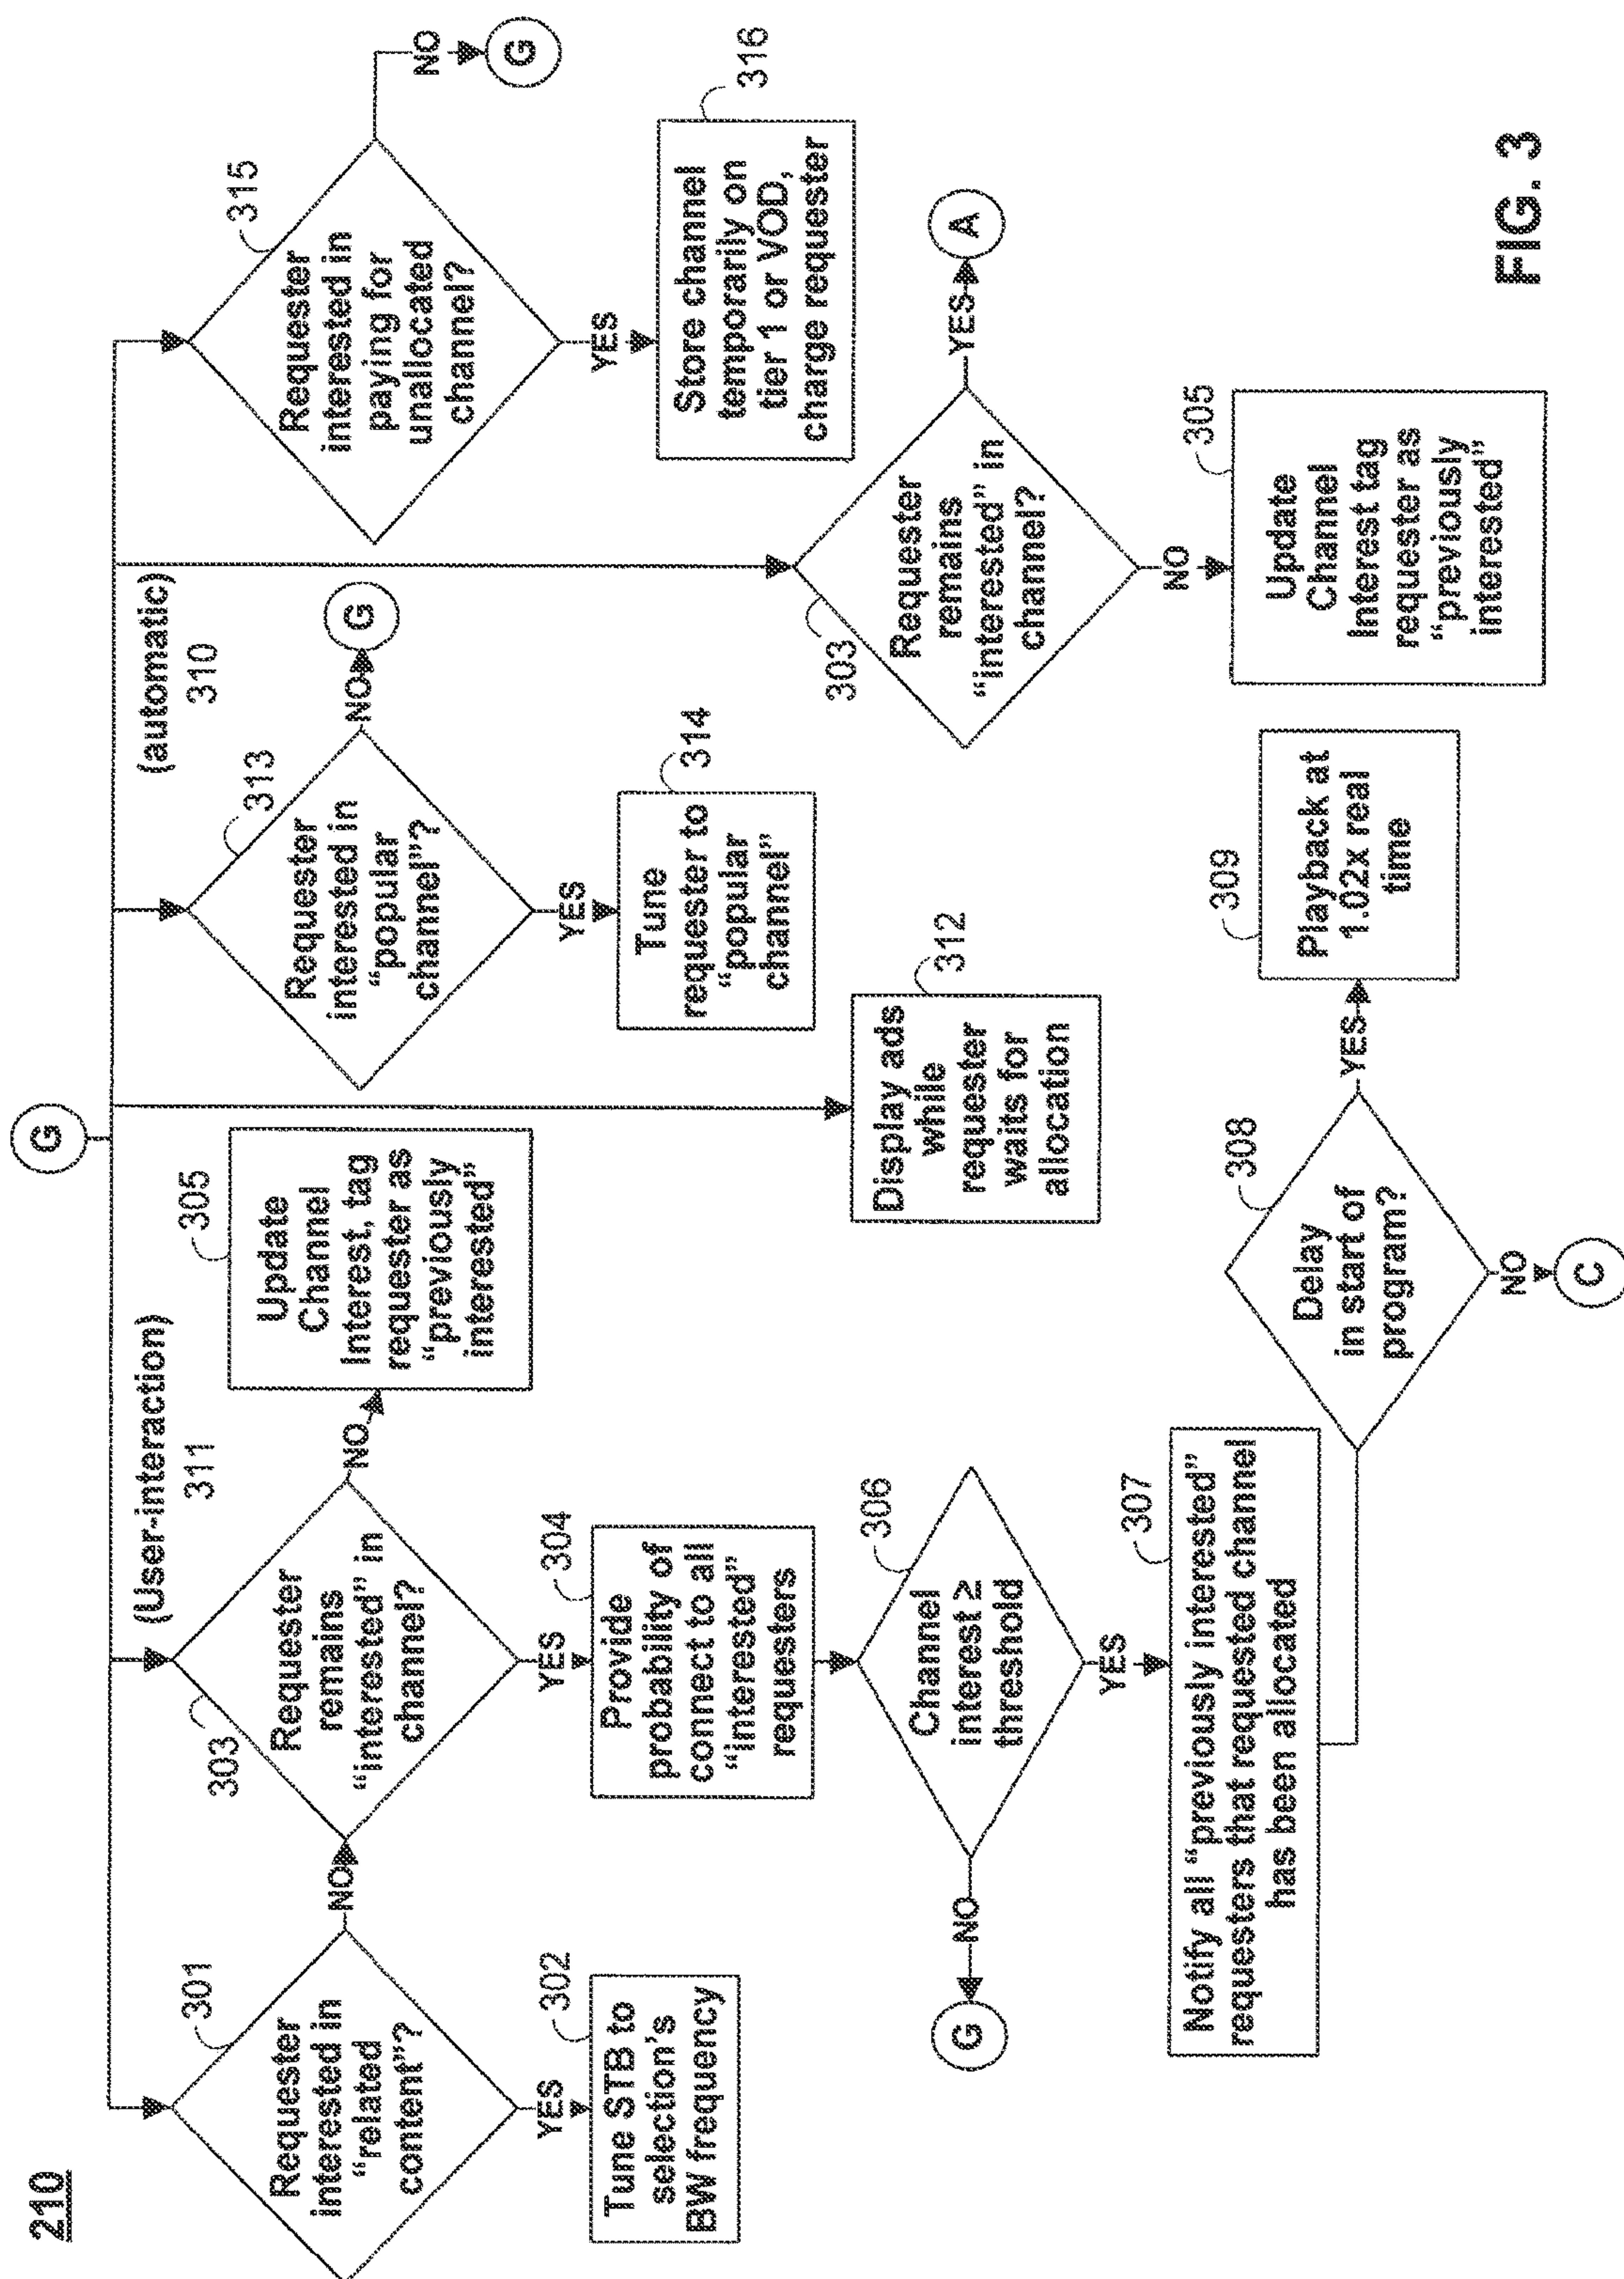 210
G
(User-interaction)
311
(automatic)
310
301
Requester
interested in
"related
content"?
YES
302
Tune STB to
selection's
BW frequency
NO
303
Requester
remains
"interested" in
channel?
NO
305
Update
Channel
Interest, tag
requester as
"previously
interested"
YES
304
Provide
probability of
connect to all
"interested"
requesters
306
Channel
interest ≥
threshold
NO
G
YES
307
Notify all "previously interested"
requesters that requested channel
has been allocated
308
Delay
in start of
program?
NO
C
YES
309
Playback at
1.02x real
time
312
Display ads
while
requester
waits for
allocation
313
Requester
interested in
"popular
channel"?
NO
G
YES
314
Tune
requester to
"popular
channel"
303
Requester
remains
"interested" in
channel?
YES
A
NO
305
Update
Channel
Interest tag
requester as
"previously
interested"
315
Requester
interested in
paying for
unallocated
channel?
NO
G
YES
316
Store channel
temporarily on
tier 1 or VOD,
charge requester
FIG. 3